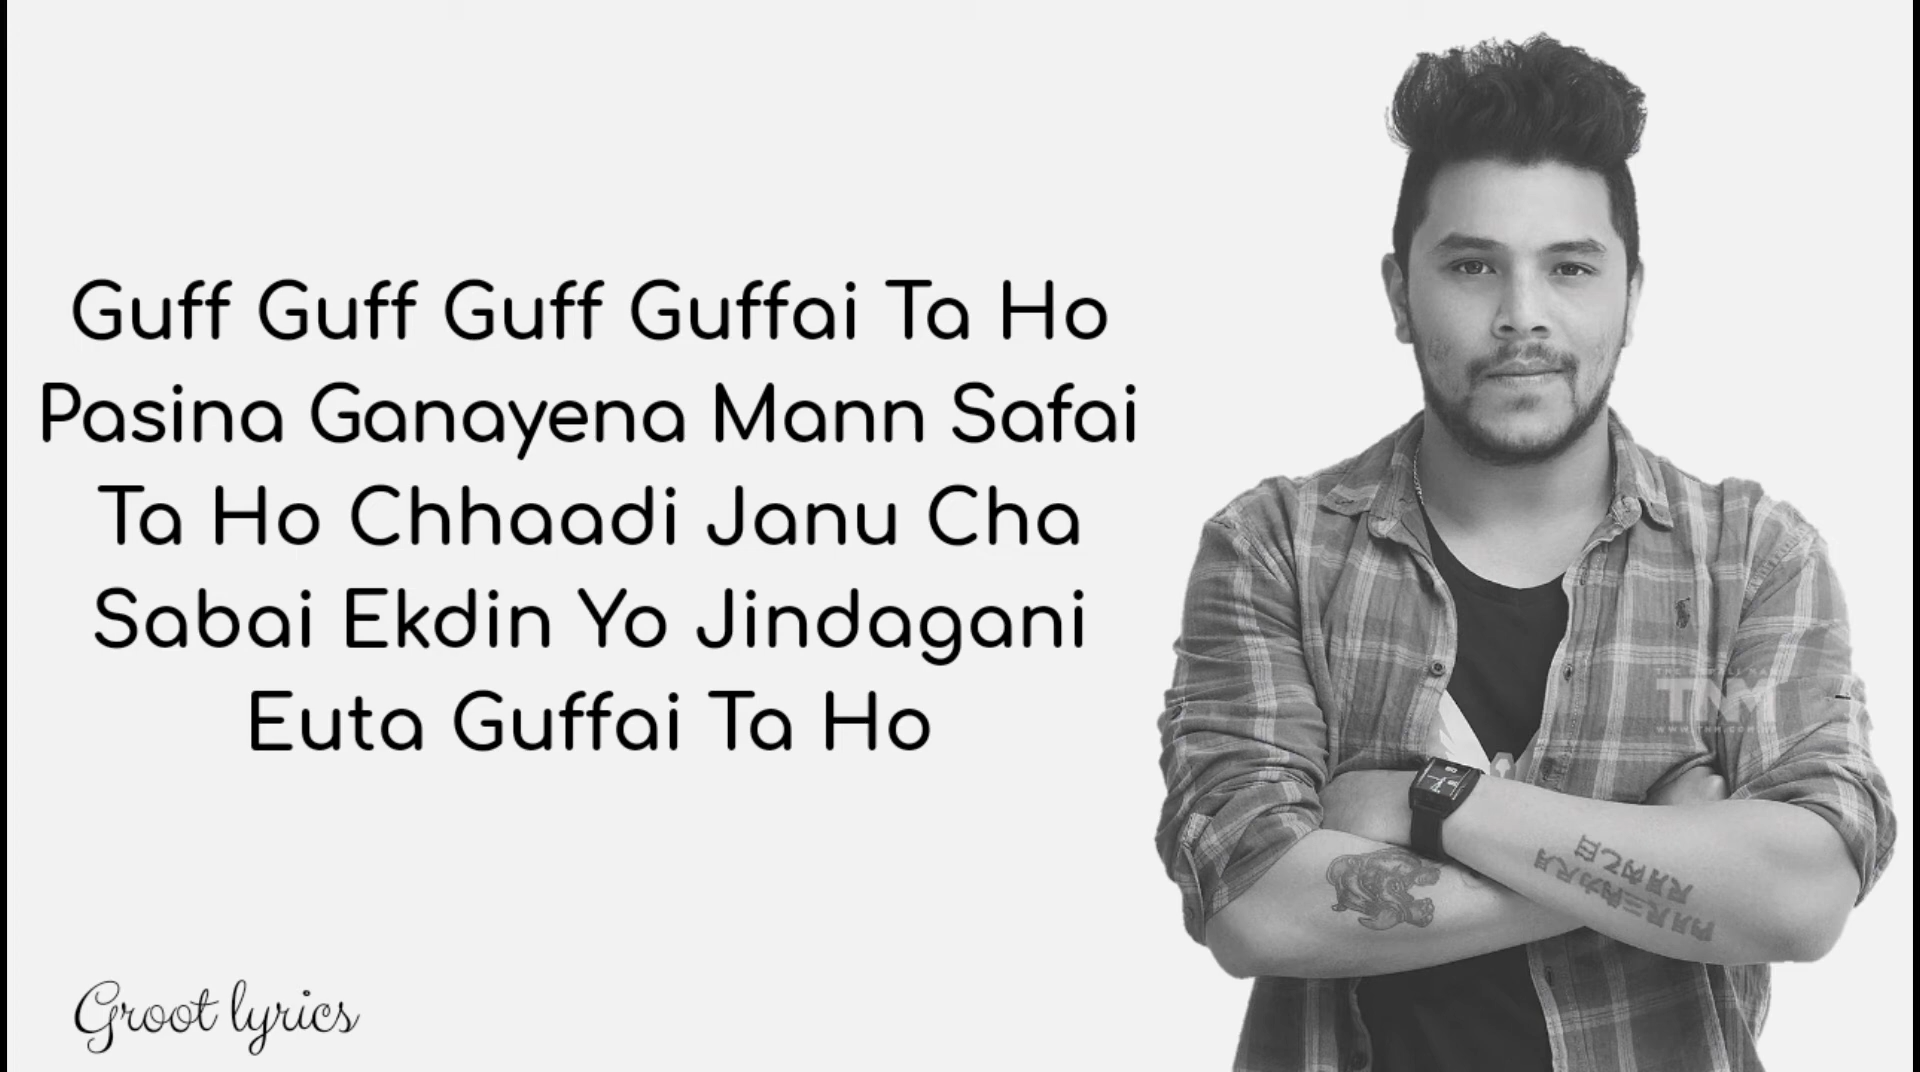 Guff Guff Guff Guffai Ta Ho
Pasina Ganayena Mann Safai
Ta Ho Chhaadi Janu Cha
Sabai Ekdin Yo Jindagani
Euta Guffai Ta Ho
TMM
Groot lyrics